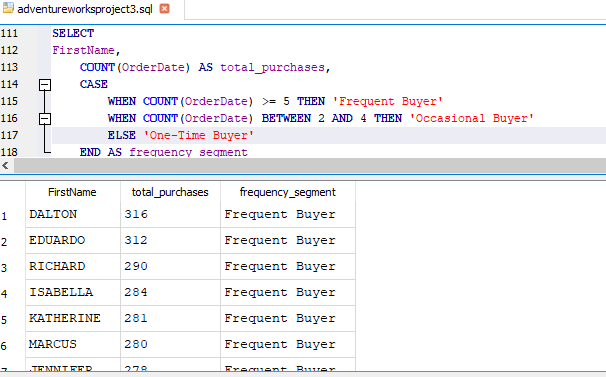 adventureworksproject3.sql
111 SELECT
112 FirstName,
113 COUNT(OrderDate) AS total_purchases,
114 CASE
115 WHEN COUNT(OrderDate) >= 5 THEN 'Frequent Buyer'
116 WHEN COUNT(OrderDate) BETWEEN 2 AND 4 THEN 'Occasional Buyer'
117 ELSE 'One-Time Buyer'
118 END AS frequency_segment
FirstName total_purchases frequency_segment
1 DALTON 316 Frequent Buyer
2 EDUARDO 312 Frequent Buyer
3 RICHARD 290 Frequent Buyer
4 ISABELLA 284 Frequent Buyer
5 KATHERINE 281 Frequent Buyer
6 MARCUS 280 Frequent Buyer
7 JENNIFER 278 Frequent Buyer